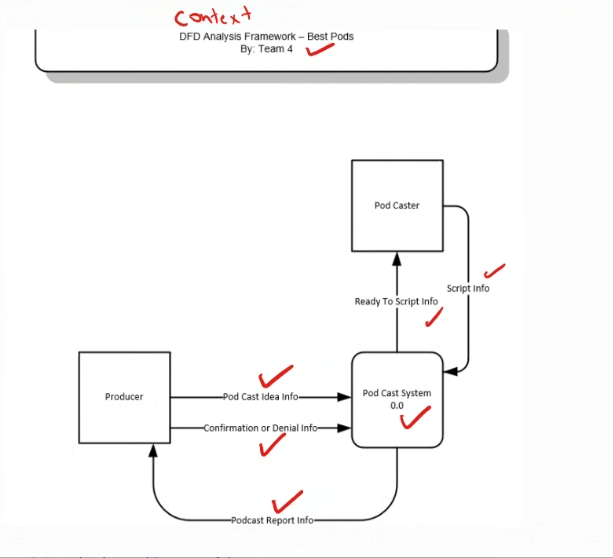 Context
DFD Analysis Framework – Best Pods
By: Team 4
Pod Caster
Script Info
Ready To Script Info
Producer
Pod Cast Idea Info
Pod Cast System
0.0
Confirmation or Denial Info
Podcast Report Info